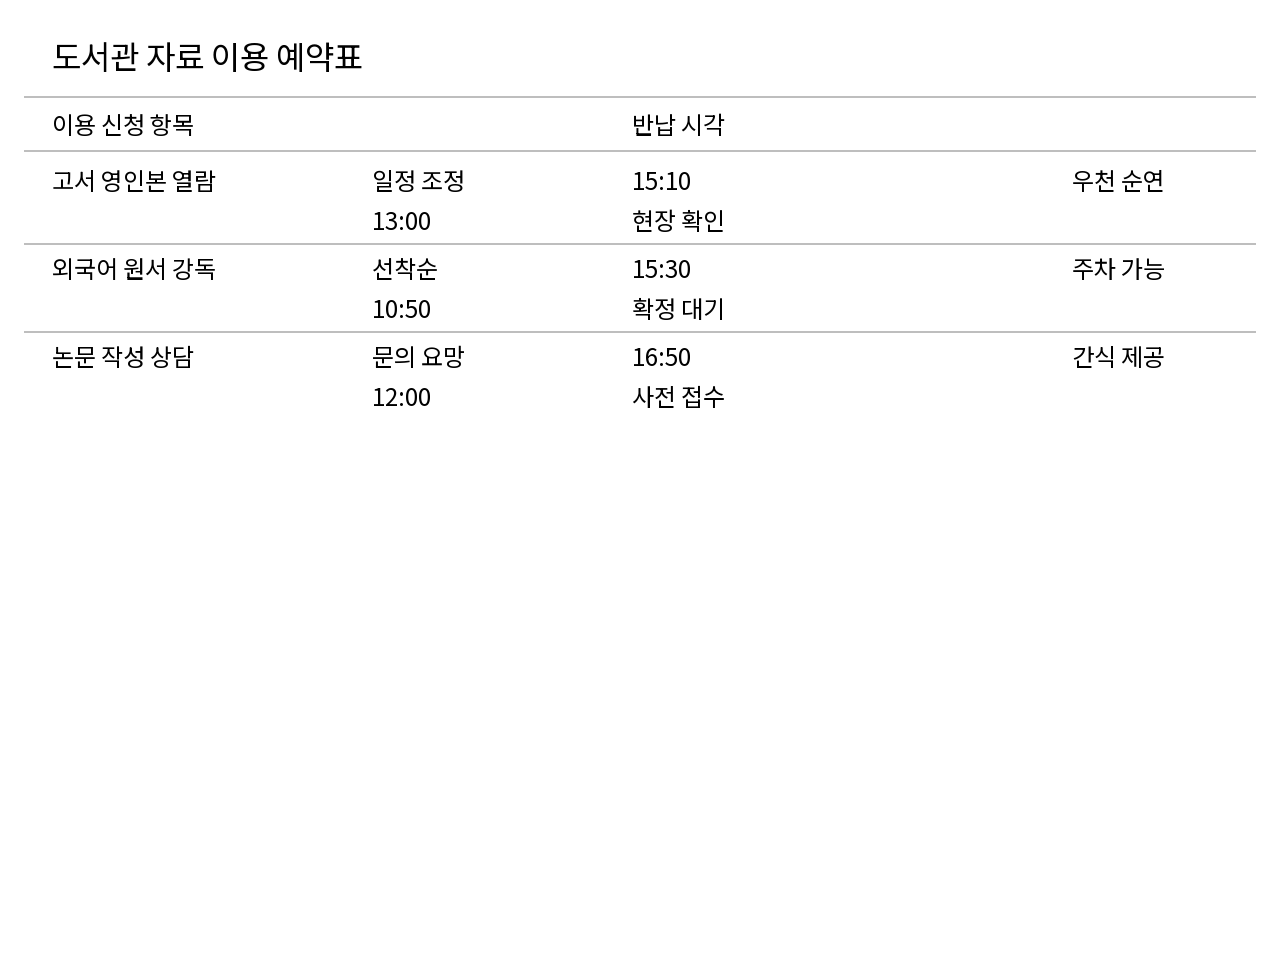 도서관 자료 이용 예약표
이용 신청 항목 반납 시각
고서 영인본 열람 일정 조정 15:10 우천 순연
13:00 현장 확인
외국어 원서 강독 선착순 15:30 주차 가능
10:50 확정 대기
논문 작성 상담 문의 요망 16:50 간식 제공
12:00 사전 접수